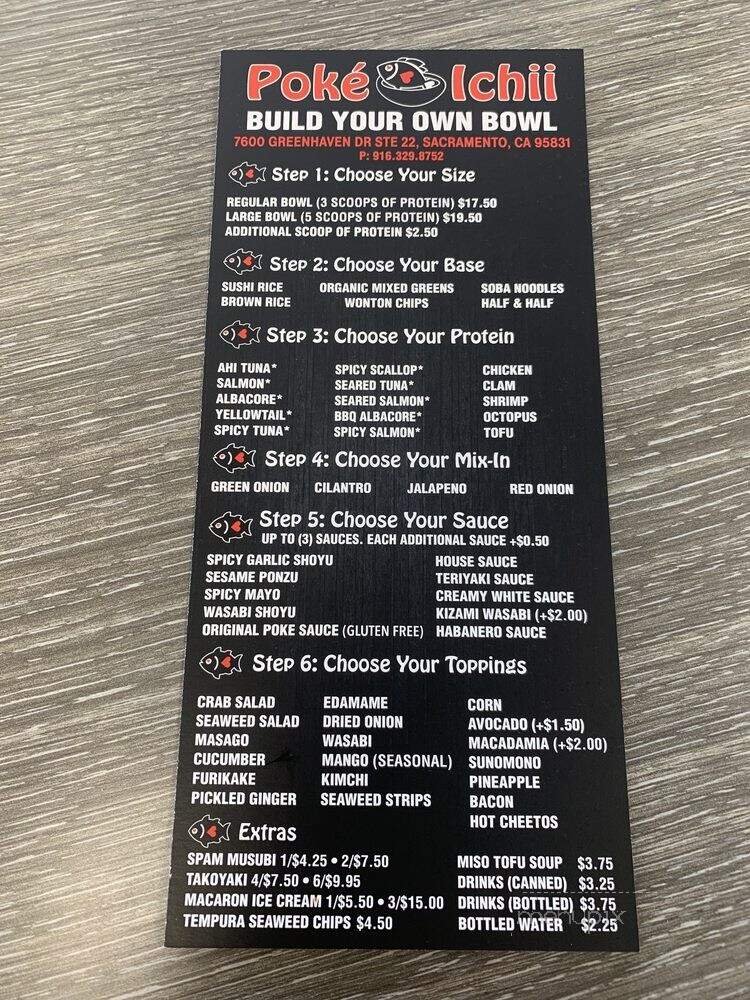 Poké Ichii
BUILD YOUR OWN BOWL
7600 GREENHAVEN DR STE 22, SACRAMENTO, CA 95831
P: 916.329.8752
Step 1: Choose Your Size
REGULAR BOWL (3 SCOOPS OF PROTEIN) $17.50
LARGE BOWL (5 SCOOPS OF PROTEIN) $19.50
ADDITIONAL SCOOP OF PROTEIN $2.50
Step 2: Choose Your Base
SUSHI RICE ORGANIC MIXED GREENS SOBA NOODLES
BROWN RICE WONTON CHIPS HALF & HALF
Step 3: Choose Your Protein
AHI TUNA* SPICY SCALLOP* CHICKEN
SALMON* SEARED TUNA* CLAM
ALBACORE* SEARED SALMON* SHRIMP
YELLOWTAIL* BBQ ALBACORE* OCTOPUS
SPICY TUNA* SPICY SALMON* TOFU
Step 4: Choose Your Mix-In
GREEN ONION CILANTRO JALAPENO RED ONION
Step 5: Choose Your Sauce
UP TO (3) SAUCES. EACH ADDITIONAL SAUCE +$0.50
SPICY GARLIC SHOYU HOUSE SAUCE
SESAME PONZU TERIYAKI SAUCE
SPICY MAYO CREAMY WHITE SAUCE
WASABI SHOYU KIZAMI WASABI (+$2.00)
ORIGINAL POKE SAUCE (GLUTEN FREE) HABANERO SAUCE
Step 6: Choose Your Toppings
CRAB SALAD EDAMAME CORN
SEAWEED SALAD DRIED ONION AVOCADO (+$1.50)
MASAGO WASABI MACADAMIA (+$2.00)
CUCUMBER MANGO (SEASONAL) SUNOMONO
FURIKAKE KIMCHI PINEAPPLE
PICKLED GINGER SEAWEED STRIPS BACON
HOT CHEETOS
Extras
SPAM MUSUBI 1/$4.25 • 2/$7.50 MISO TOFU SOUP $3.75
TAKOYAKI 4/$7.50 • 6/$9.95 DRINKS (CANNED) $3.25
MACARON ICE CREAM 1/$5.50 • 3/$15.00 DRINKS (BOTTLED) $3.75
TEMPURA SEAWEED CHIPS $4.50 BOTTLED WATER $2.25
menupix